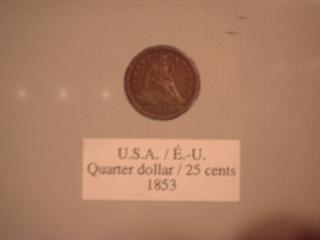 U.S.A. / É.-U.
Quarter dollar / 25 cents
1853